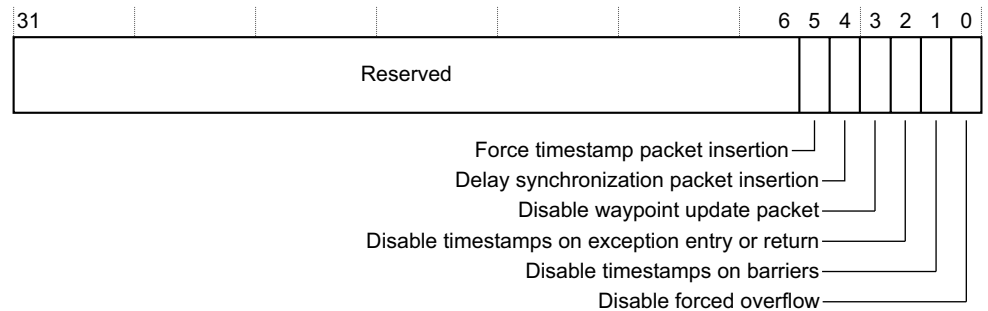 31 6 5 4 3 2 1 0
Reserved
Force timestamp packet insertion
Delay synchronization packet insertion
Disable waypoint update packet
Disable timestamps on exception entry or return
Disable timestamps on barriers
Disable forced overflow